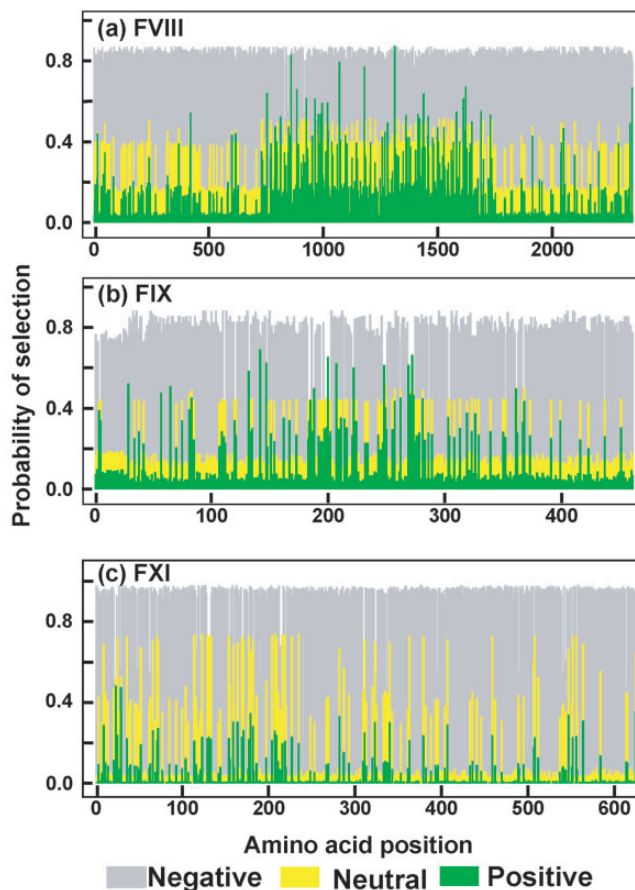 (a) FVIII
0.8
0.4
0.0
0 500 1000 1500 2000
(b) FIX
0.8
0.4
0.0
0 100 200 300 400
(c) FXI
0.8
0.4
0.0
0 100 200 300 400 500 600
Probability of selection
Amino acid position
Negative Neutral Positive